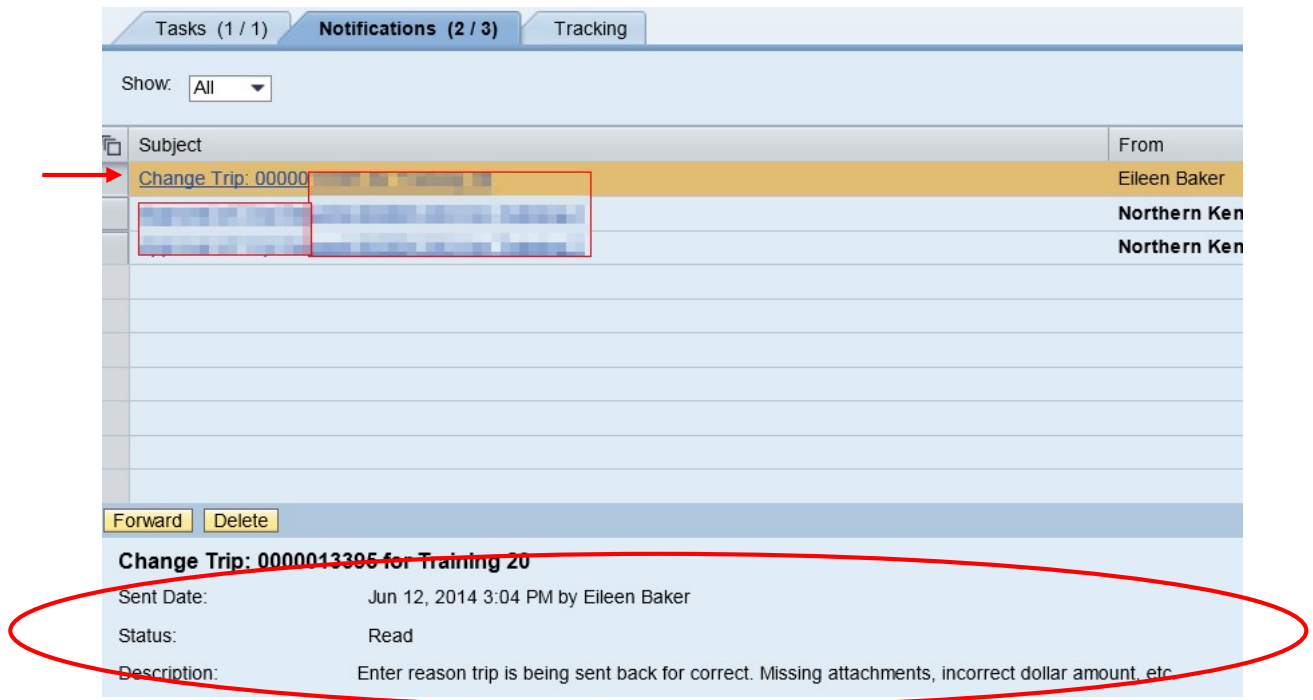 Tasks (1 / 1) Notifications (2 / 3) Tracking
Show: All
Subject From
Change Trip: 00000 Eileen Baker
Northern Ken
Northern Ken
Forward Delete
Change Trip: 0000013395 for Training 20
Sent Date: Jun 12, 2014 3:04 PM by Eileen Baker
Status: Read
Description: Enter reason trip is being sent back for correct. Missing attachments, incorrect dollar amount, etc.